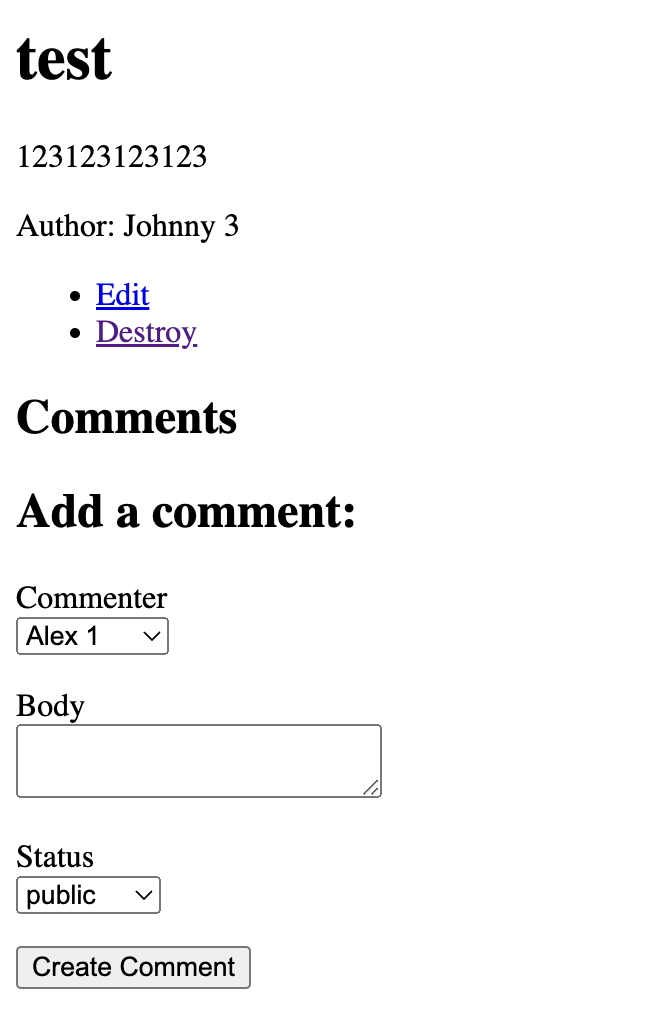 test
123123123123
Author: Johnny 3
Edit
Destroy
Comments
Add a comment:
Commenter
Alex 1
Body
Status
public
Create Comment